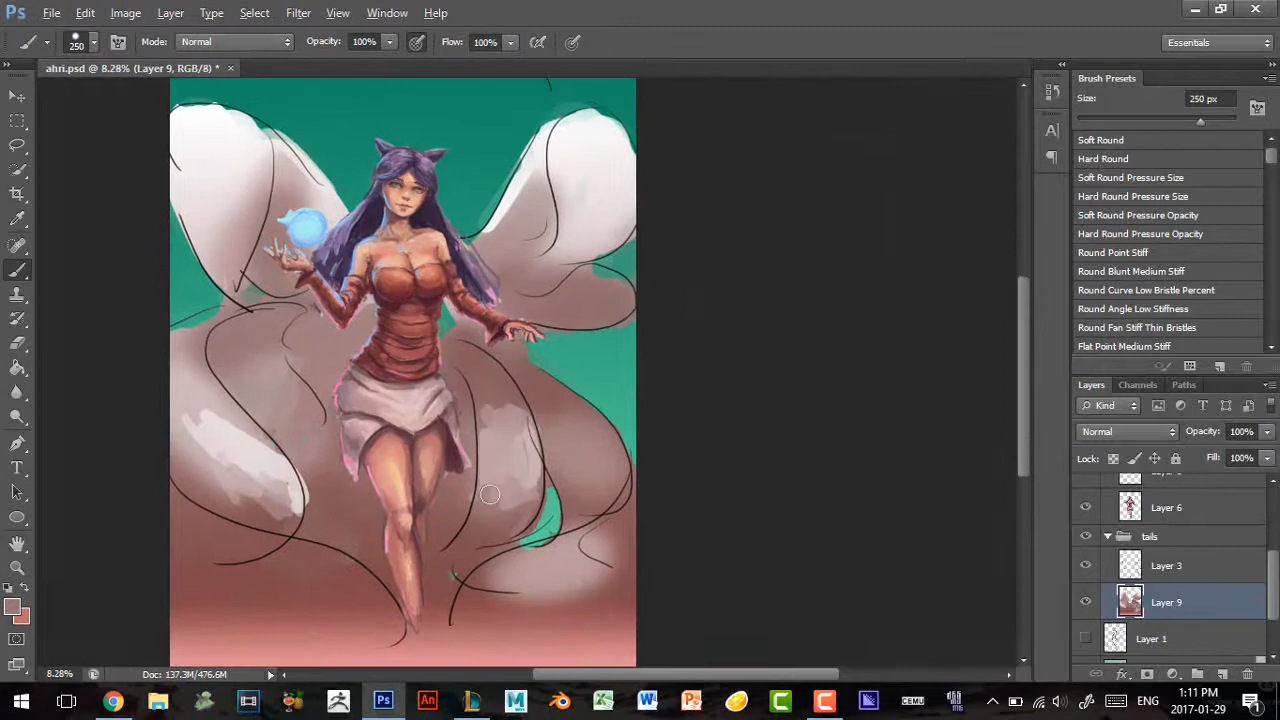 Ps File Edit Image Layer Type Select Filter 3D View Window Help
250 Mode: Normal Opacity: 100% Flow: 100% Essentials
ahri.psd @ 8.28% (Layer 9, RGB/8) * ×
Brush Presets
Size: 250 px
Soft Round
Hard Round
Soft Round Pressure Size
Hard Round Pressure Size
Soft Round Pressure Opacity
Hard Round Pressure Opacity
Round Point Stiff
Round Blunt Medium Stiff
Round Curve Low Bristle Percent
Round Angle Low Stiffness
Round Fan Stiff Thin Bristles
Flat Point Medium Stiff
Layers Channels Paths
Kind
Normal Opacity: 100%
Lock: Fill: 100%
Layer 6
tails
Layer 3
Layer 9
Layer 1
8.28% Doc: 137.3M/476.6M
Ps An M W P C C CEMU ENG 1:11 PM
2017-01-29